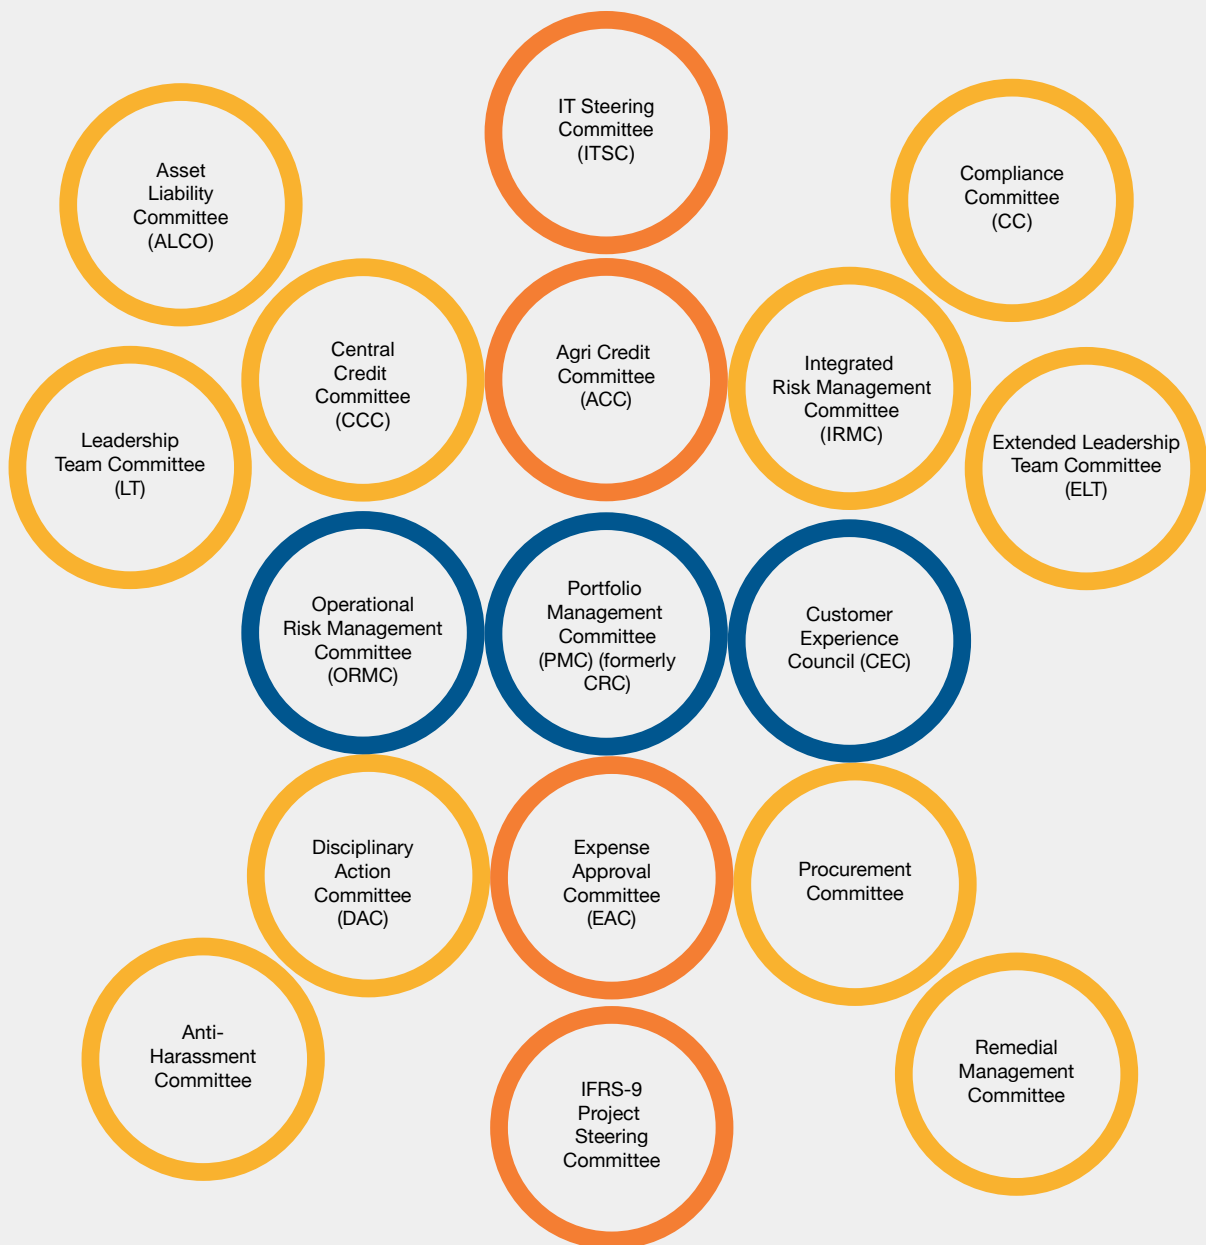 IT Steering
Committee
(ITSC)
Asset
Liability
Committee
(ALCO)
Compliance
Committee
(CC)
Central
Credit
Committee
(CCC)
Agri Credit
Committee
(ACC)
Integrated
Risk Management
Committee
(IRMC)
Leadership
Team Committee
(LT)
Extended Leadership
Team Committee
(ELT)
Operational
Risk Management
Committee
(ORMC)
Portfolio
Management
Committee
(PMC) (formerly
CRC)
Customer
Experience
Council (CEC)
Disciplinary
Action
Committee
(DAC)
Expense
Approval
Committee
(EAC)
Procurement
Committee
Anti-
Harassment
Committee
IFRS-9
Project
Steering
Committee
Remedial
Management
Committee